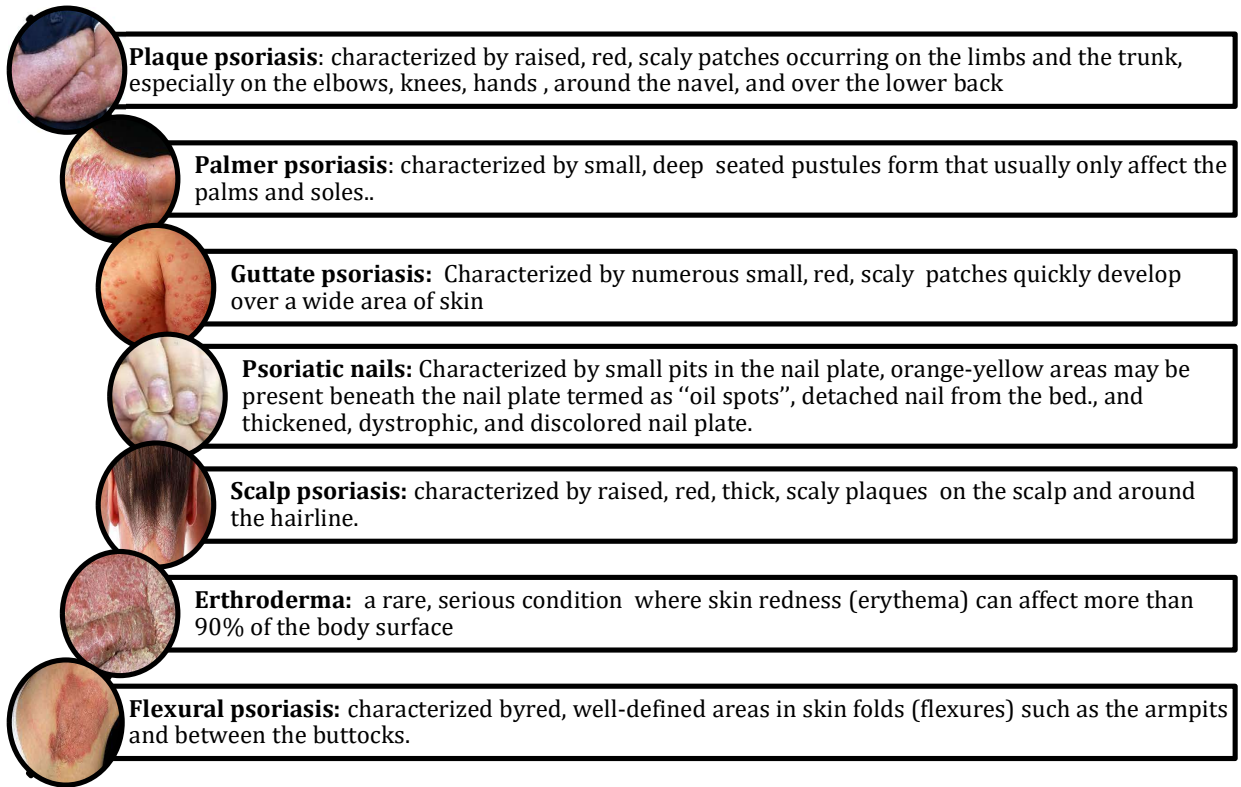 Plaque psoriasis: characterized by raised, red, scaly patches occurring on the limbs and the trunk,
especially on the elbows, knees, hands , around the navel, and over the lower back
Palmer psoriasis: characterized by small, deep seated pustules form that usually only affect the
palms and soles..
Guttate psoriasis: Characterized by numerous small, red, scaly patches quickly develop
over a wide area of skin
Psoriatic nails: Characterized by small pits in the nail plate, orange-yellow areas may be
present beneath the nail plate termed as ‘‘oil spots’’, detached nail from the bed., and
thickened, dystrophic, and discolored nail plate.
Scalp psoriasis: characterized by raised, red, thick, scaly plaques on the scalp and around
the hairline.
Erthroderma: a rare, serious condition where skin redness (erythema) can affect more than
90% of the body surface
Flexural psoriasis: characterized byred, well-defined areas in skin folds (flexures) such as the armpits
and between the buttocks.